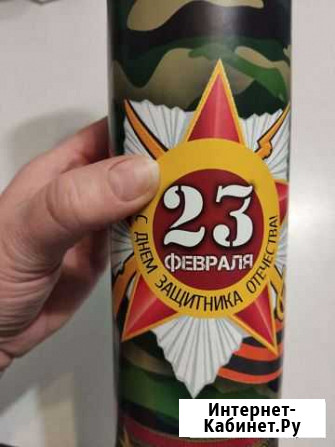 23
ФЕВРАЛЯ
С ДНЕМ ЗАЩИТНИКА ОТЕЧЕСТВА!
Интернет-
Кабинет.Ру